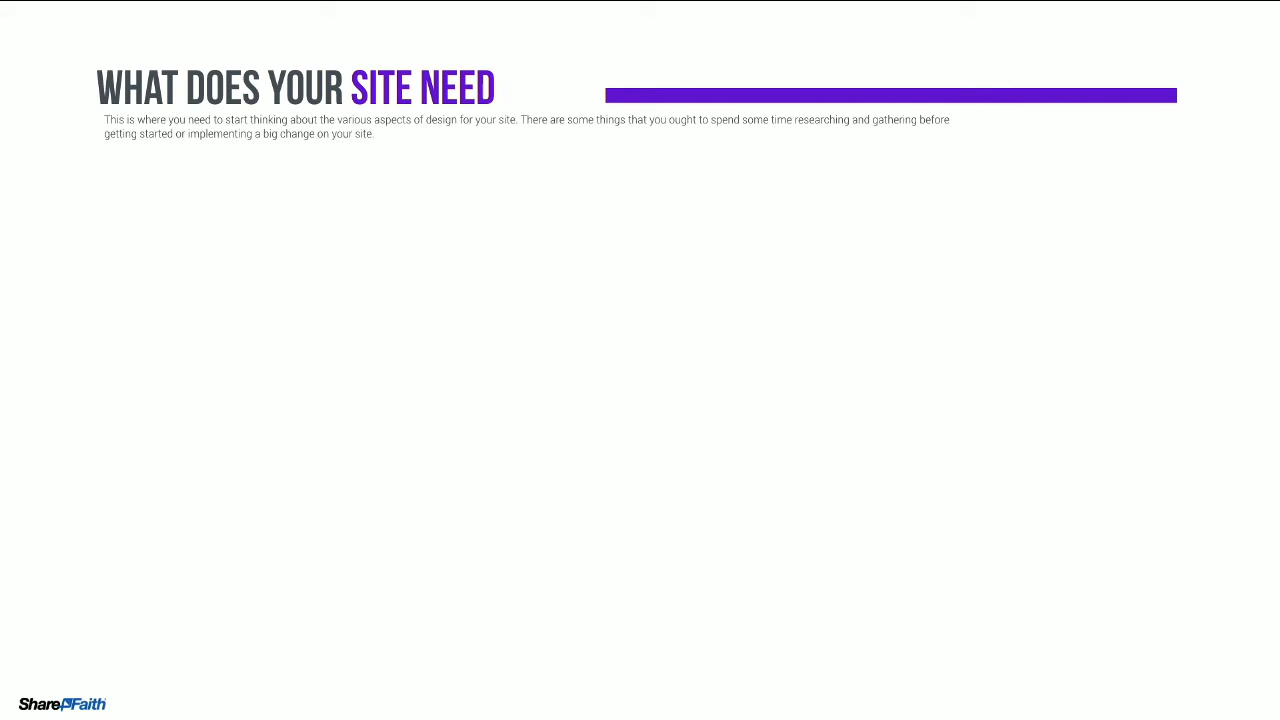 WHAT DOES YOUR SITE NEED
This is where you need to start thinking about the various aspects of design for your site. There are some things that you ought to spend some time researching and gathering before
getting started or implementing a big change on your site.
ShareFaith